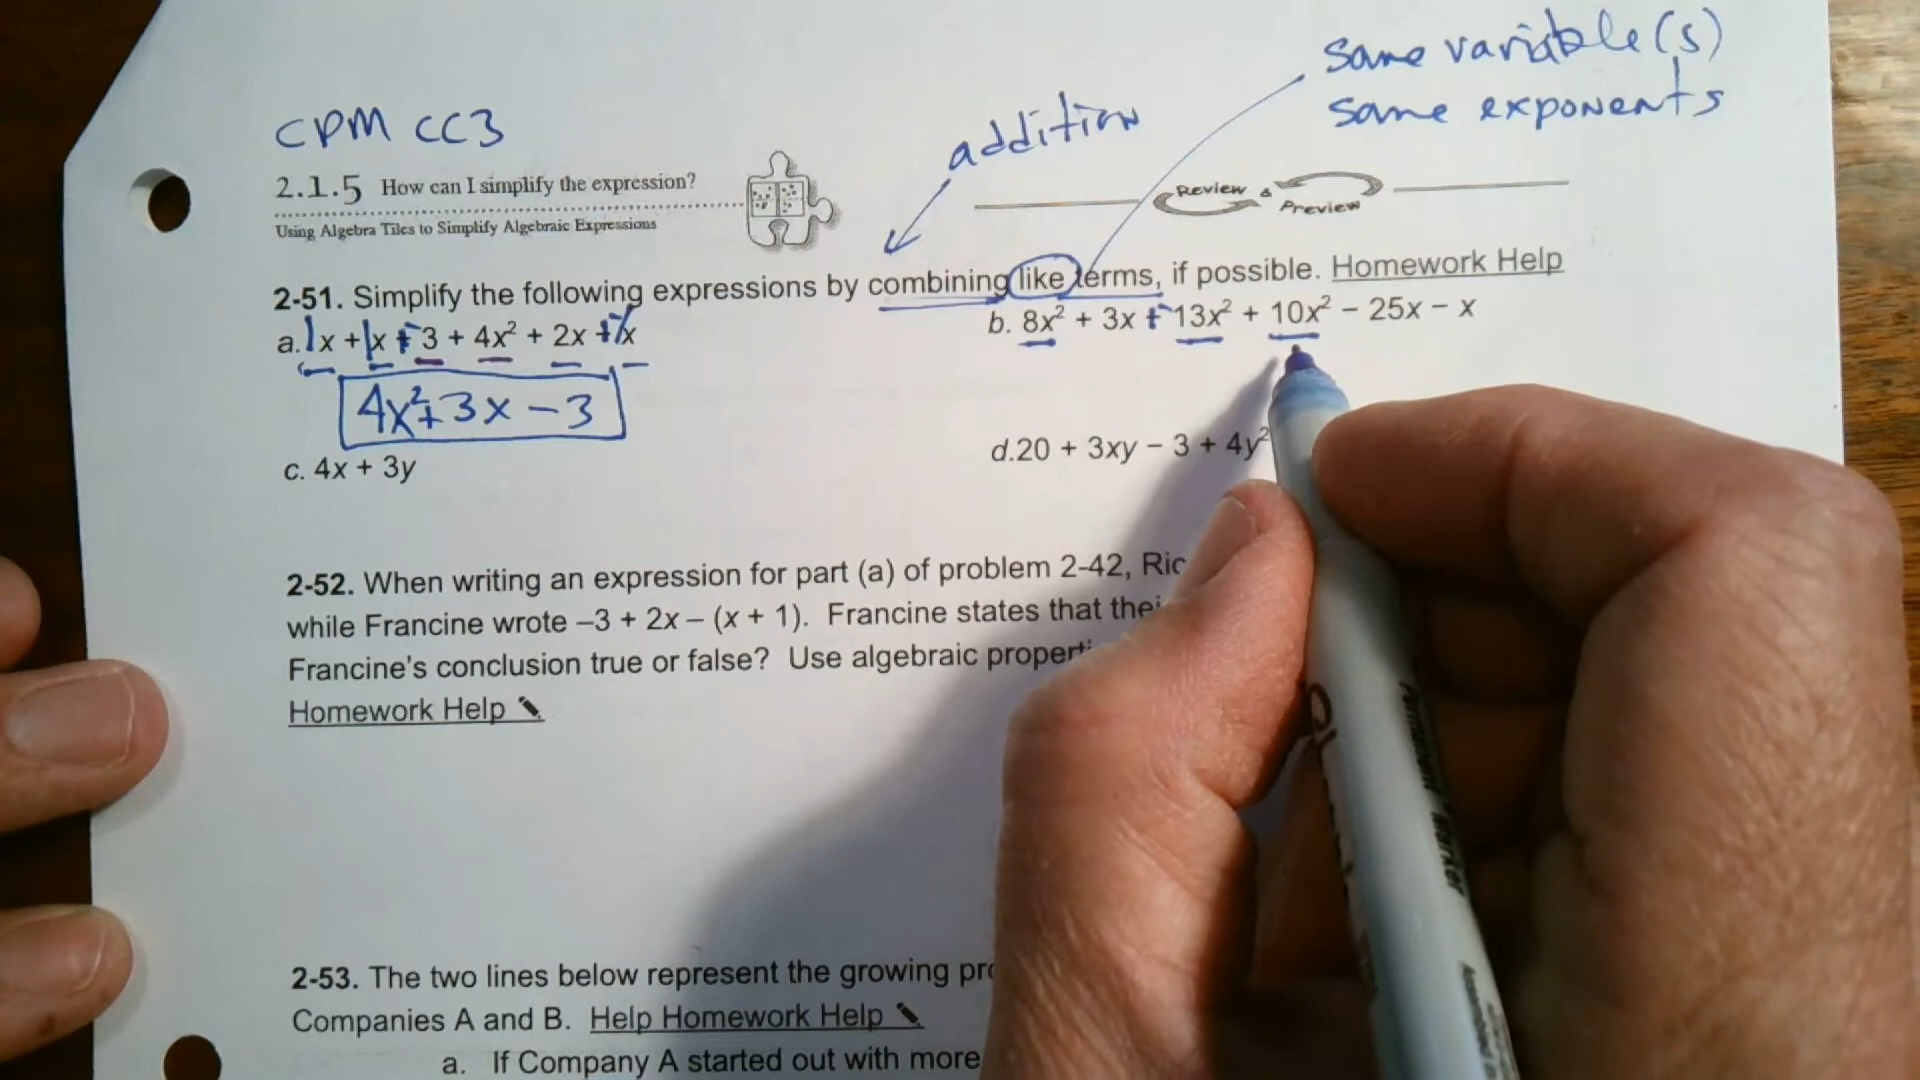 same variable(s)
same exponents
CPM CC3
addition
2.1.5 How can I simplify the expression?
Using Algebra Tiles to Simplify Algebraic Expressions
Review &
Preview
2-51. Simplify the following expressions by combining like terms, if possible. Homework Help
a. 1x + 1x + -3 + 4x² + 2x + -1x
b. 8x² + 3x + -13x² + 10x² – 25x – x
4x² + 3x - 3
c. 4x + 3y
d.20 + 3xy – 3 + 4y²
2-52. When writing an expression for part (a) of problem 2-42, Ric
while Francine wrote –3 + 2x – (x + 1). Francine states that thei
Francine's conclusion true or false? Use algebraic properti
Homework Help ✎
2-53. The two lines below represent the growing pro
Companies A and B. Help Homework Help ✎
a. If Company A started out with more